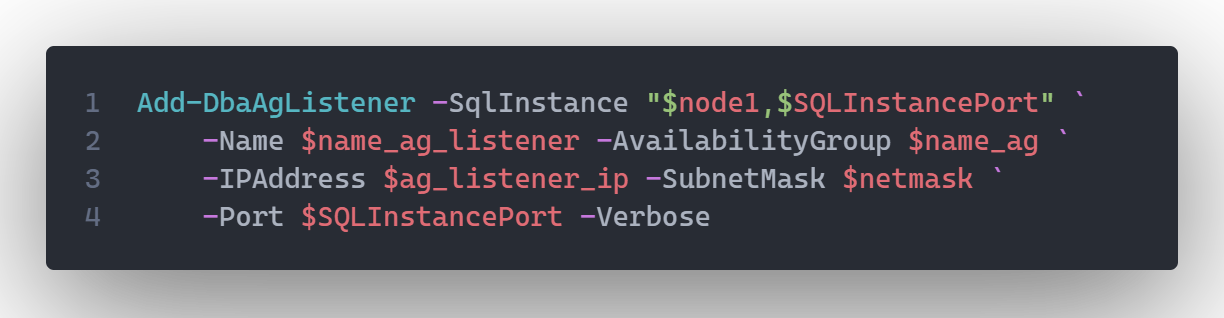 1 Add-DbaAgListener -SqlInstance "$node1,$SQLInstancePort" `
2     -Name $name_ag_listener -AvailabilityGroup $name_ag `
3     -IPAddress $ag_listener_ip -SubnetMask $netmask `
4     -Port $SQLInstancePort -Verbose